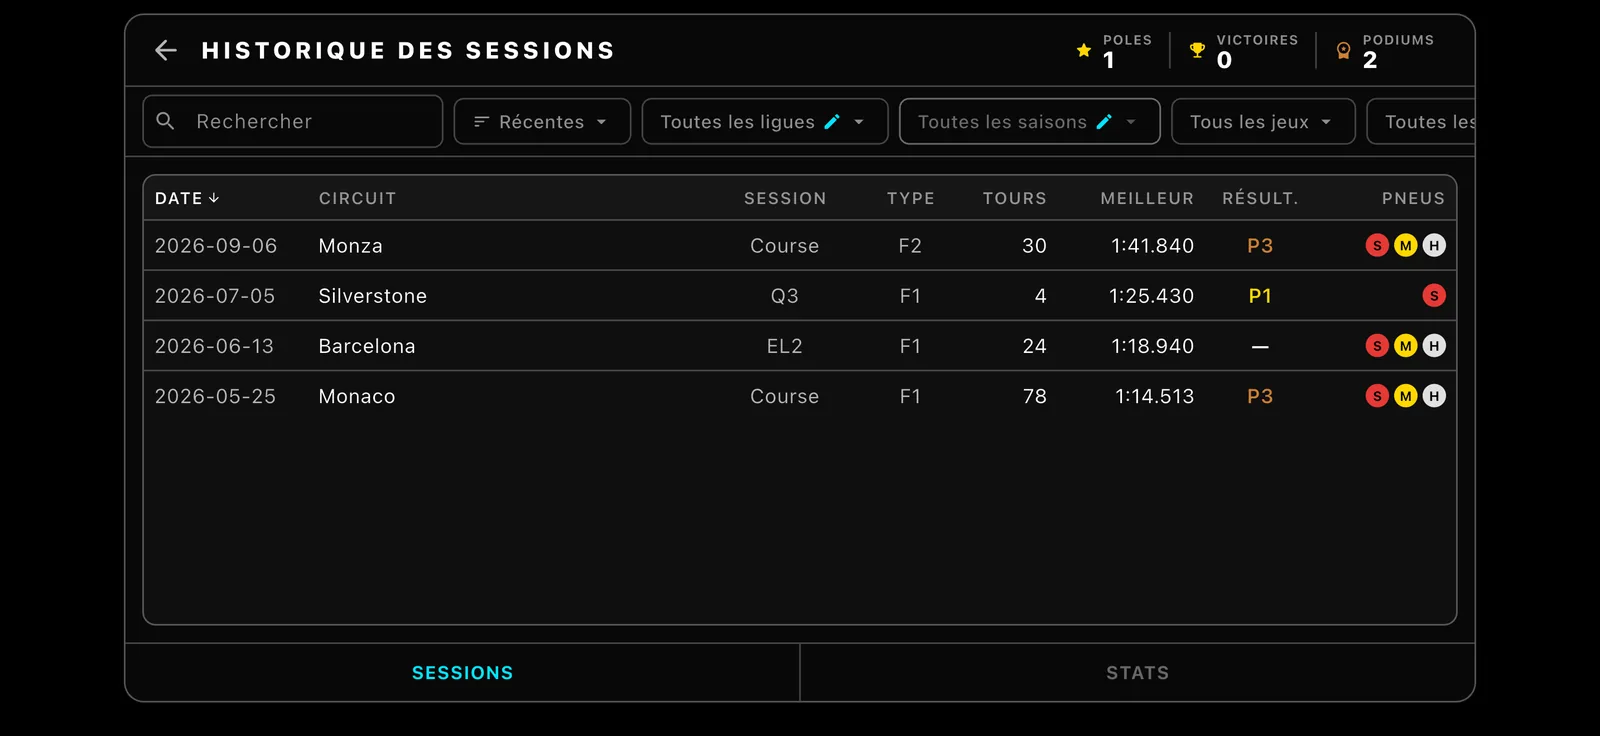 HISTORIQUE DES SESSIONS
POLES 1
VICTOIRES 0
PODIUMS 2
Rechercher
Récentes
Toutes les ligues
Toutes les saisons
Tous les jeux
Toutes les
DATE CIRCUIT SESSION TYPE TOURS MEILLEUR RÉSULT. PNEUS
2026-09-06 Monza Course F2 30 1:41.840 P3 S M H
2026-07-05 Silverstone Q3 F1 4 1:25.430 P1 S
2026-06-13 Barcelona EL2 F1 24 1:18.940 — S M H
2026-05-25 Monaco Course F1 78 1:14.513 P3 S M H
SESSIONS
STATS